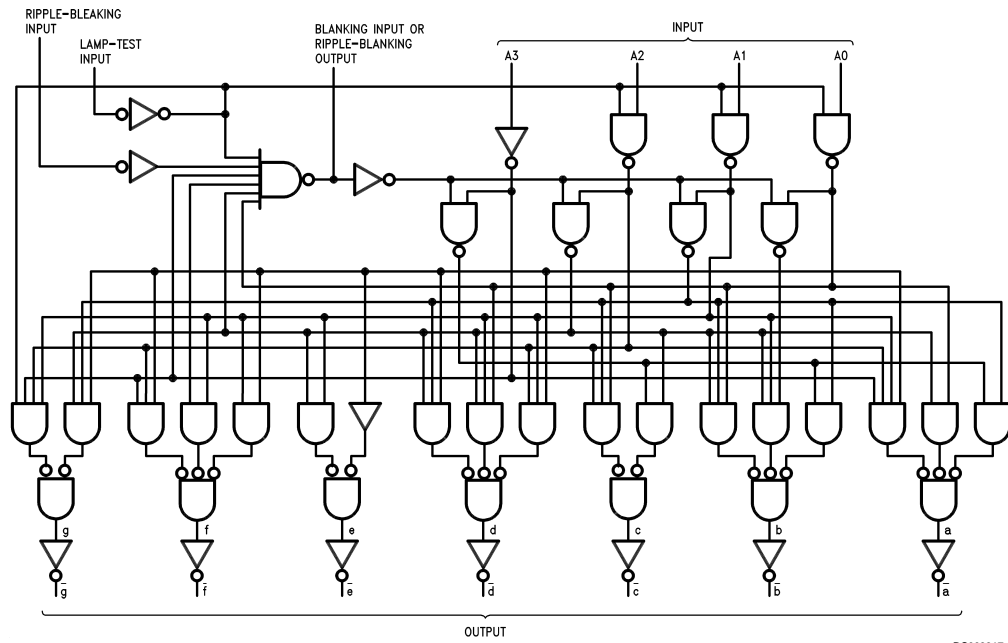 RIPPLE-BLEAKING
INPUT
LAMP-TEST
INPUT
BLANKING INPUT OR
RIPPLE-BLANKING
OUTPUT
INPUT
A3
A2
A1
A0
g
f
e
d
c
b
a
g̅
f̅
e̅
d̅
c̅
b̅
a̅
OUTPUT